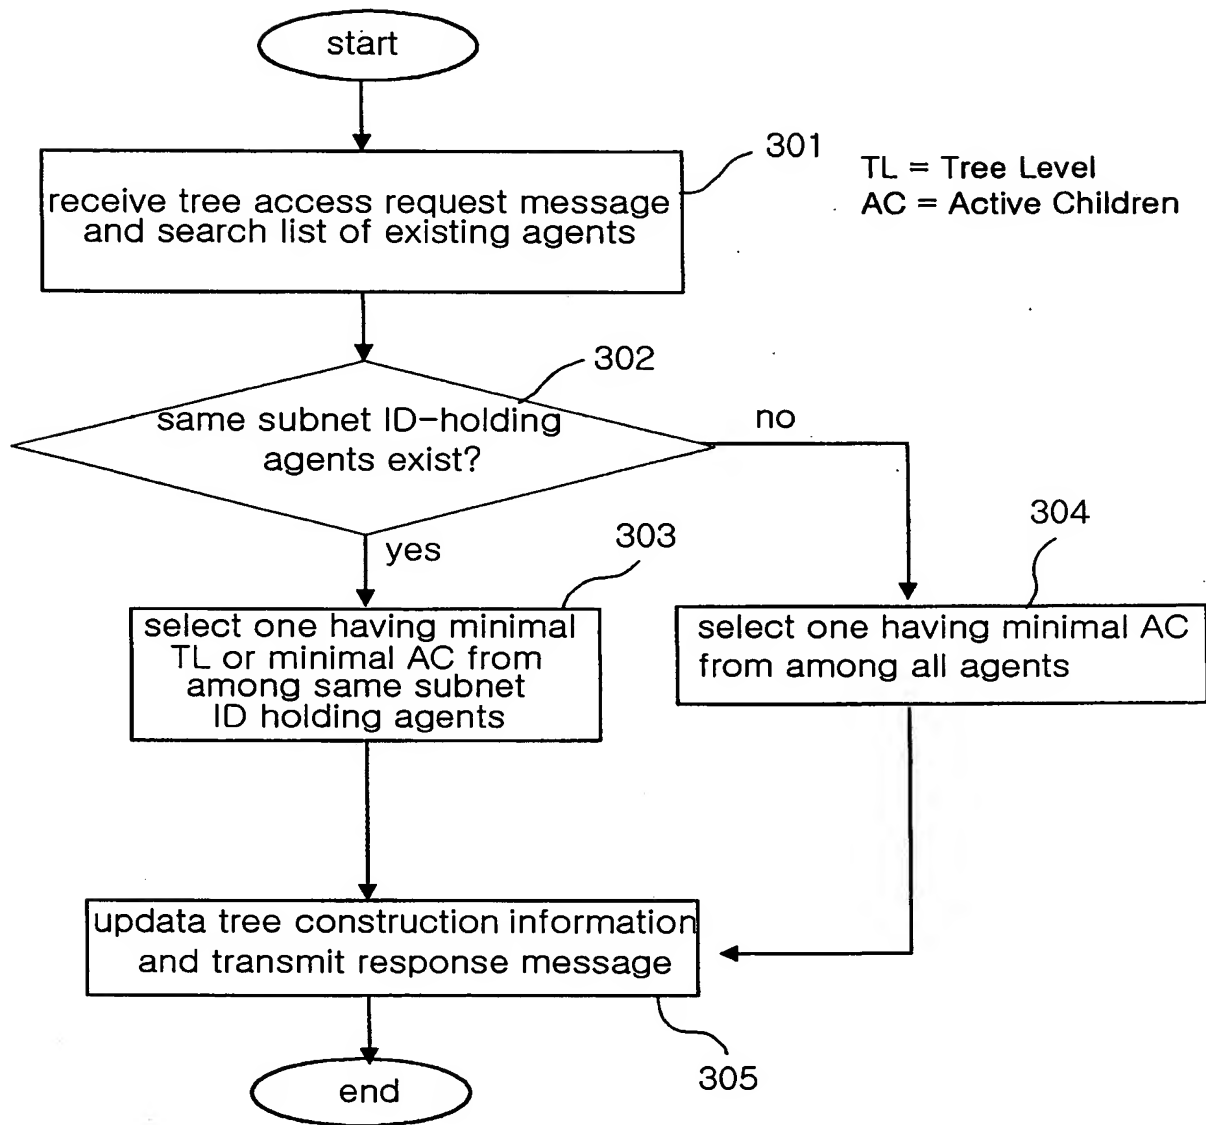 start
301
TL = Tree Level
AC = Active Children
receive tree access request message
and search list of existing agents
302
same subnet ID-holding
agents exist?
no
yes
303
304
select one having minimal
TL or minimal AC from
among same subnet
ID holding agents
select one having minimal AC
from among all agents
updata tree construction information
and transmit response message
305
end